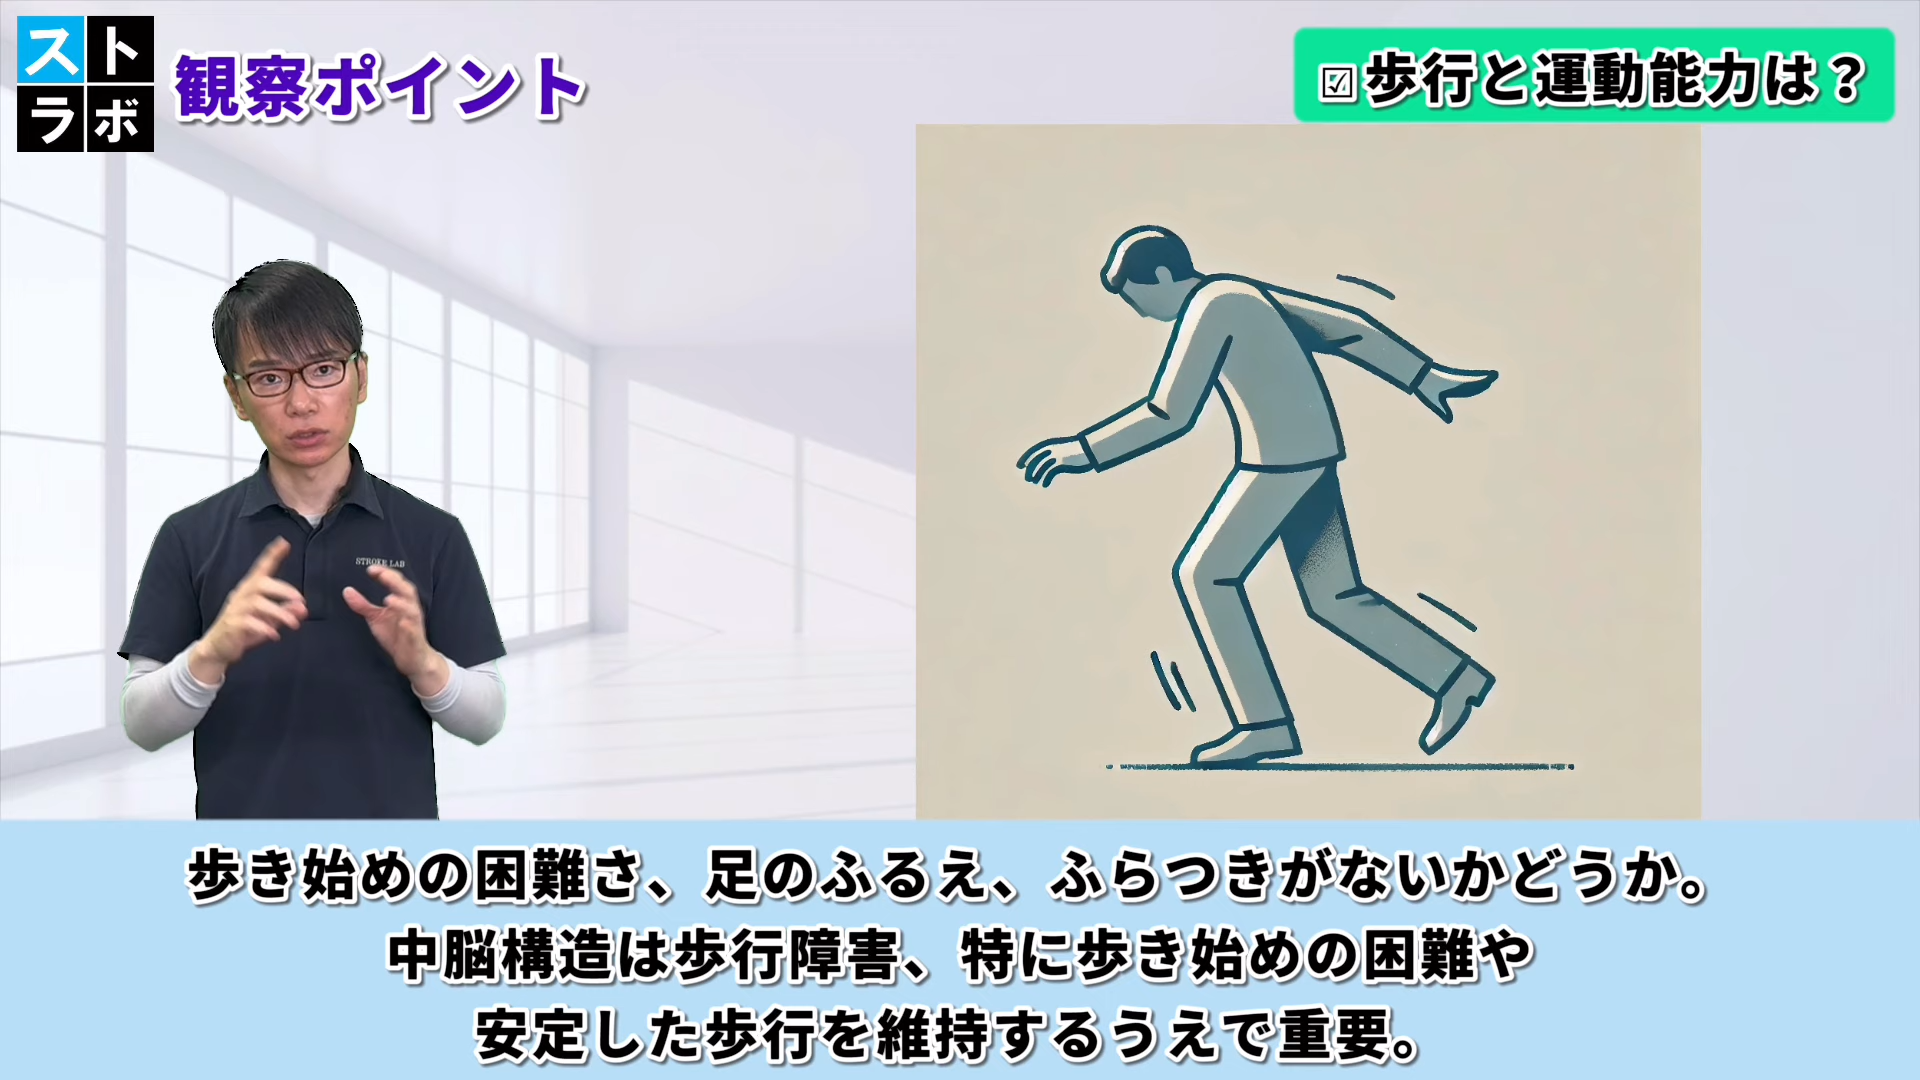 ストラボ
観察ポイント
☑歩行と運動能力は？
STROKE LAB
歩き始めの困難さ、足のふるえ、ふらつきがないかどうか。
中脳構造は歩行障害、特に歩き始めの困難や
安定した歩行を維持するうえで重要。